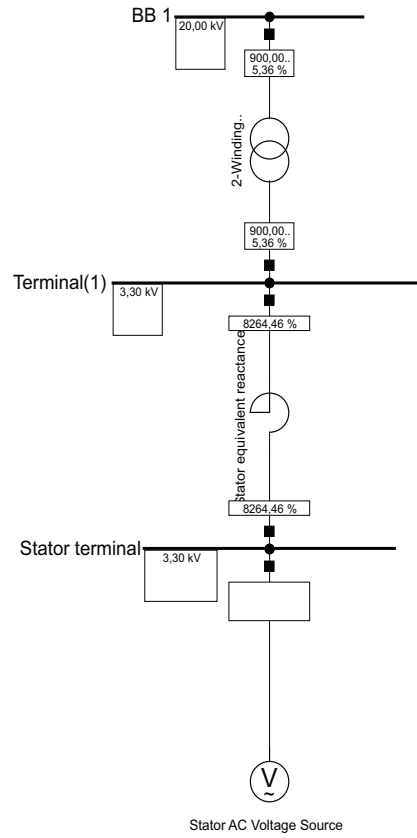 BB 1
20,00 kV
900,00..
5,36 %
2-Winding..
900,00..
5,36 %
Terminal(1)
3,30 kV
8264,46 %
Stator equivalent reactance
8264,46 %
Stator terminal
3,30 kV
V
~
Stator AC Voltage Source